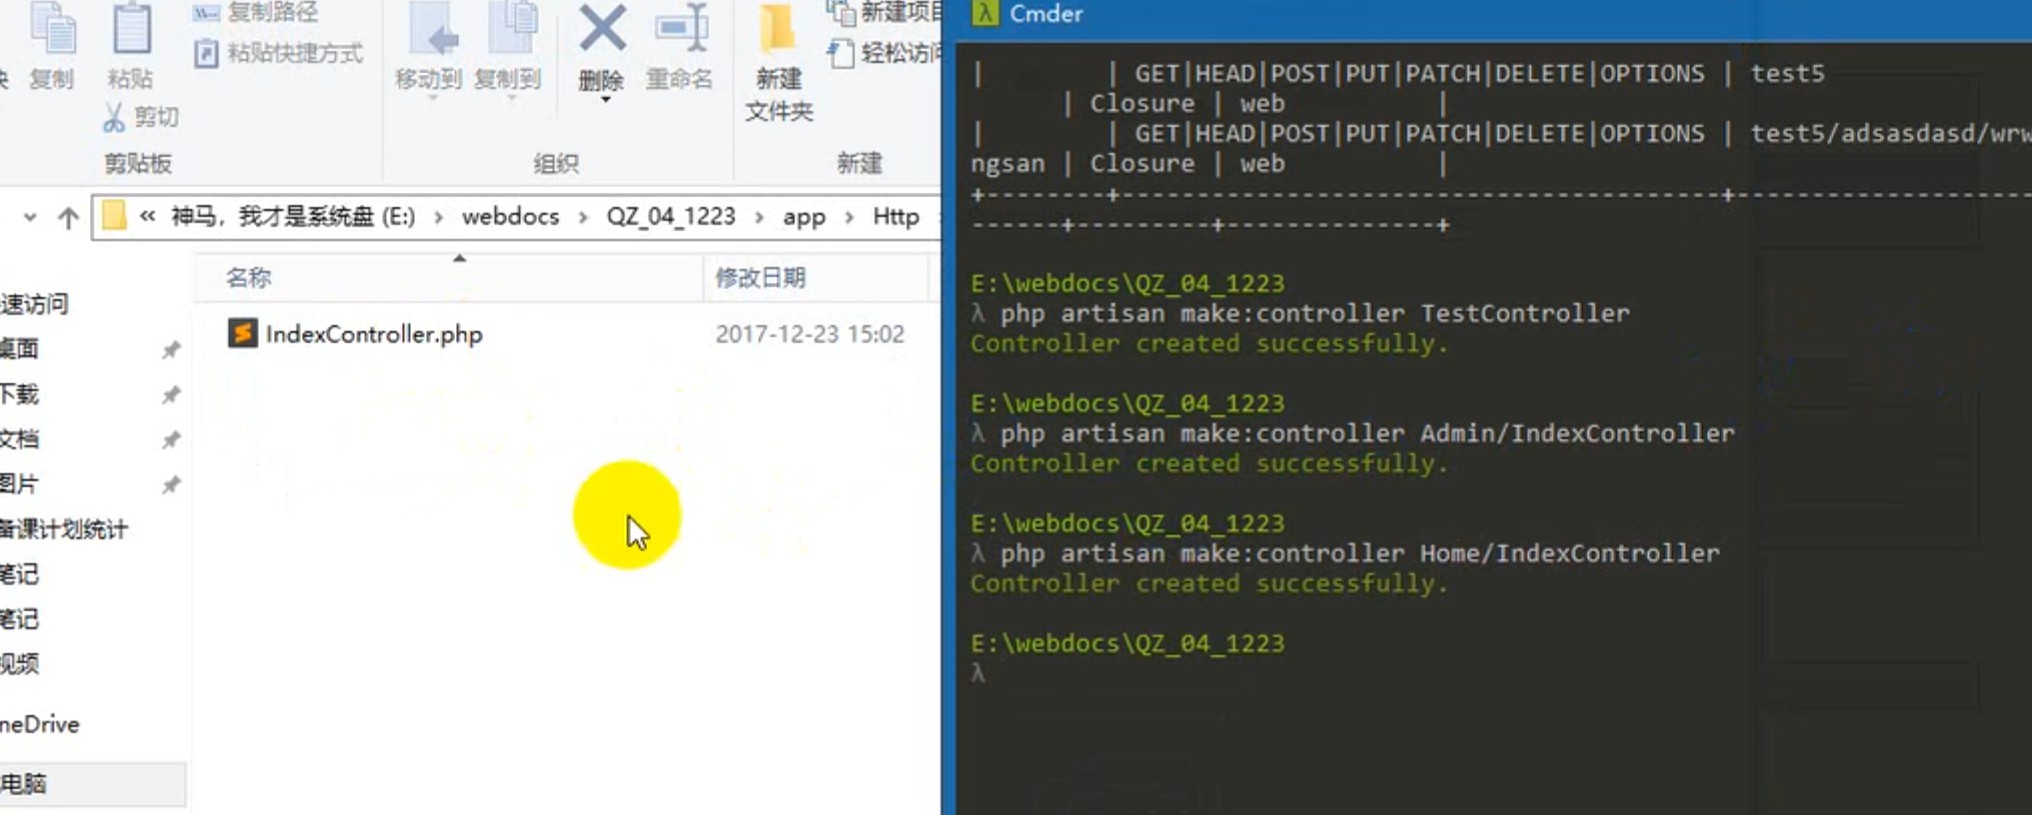 复制
粘贴
复制路径
粘贴快捷方式
剪切
剪贴板
移动到
复制到
删除
重命名
组织
新建
文件夹
新建项目
轻松访问
新建
« 神马，我才是系统盘 (E:) › webdocs › QZ_04_1223 › app › Http
名称 修改日期
IndexController.php 2017-12-23 15:02
速访问
桌面
下载
文档
图片
备课计划统计
笔记
笔记
视频
neDrive
电脑
λ Cmder
| | GET|HEAD|POST|PUT|PATCH|DELETE|OPTIONS | test5
| Closure | web |
| | GET|HEAD|POST|PUT|PATCH|DELETE|OPTIONS | test5/adsasdasd/wrw
ngsan | Closure | web |
+--------+----------------------------------------+--------------------
------+---------+--------------+
E:\webdocs\QZ_04_1223
λ php artisan make:controller TestController
Controller created successfully.
E:\webdocs\QZ_04_1223
λ php artisan make:controller Admin/IndexController
Controller created successfully.
E:\webdocs\QZ_04_1223
λ php artisan make:controller Home/IndexController
Controller created successfully.
E:\webdocs\QZ_04_1223
λ